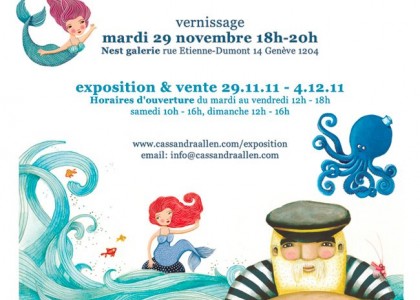 vernissage
mardi 29 novembre 18h-20h
Nest galerie rue Etienne-Dumont 14 Genève 1204
exposition & vente 29.11.11 - 4.12.11
Horaires d'ouverture du mardi au vendredi 12h - 18h
samedi 10h - 16h, dimanche 12h - 16h
www.cassandraallen.com/exposition
email: info@cassandraallen.com